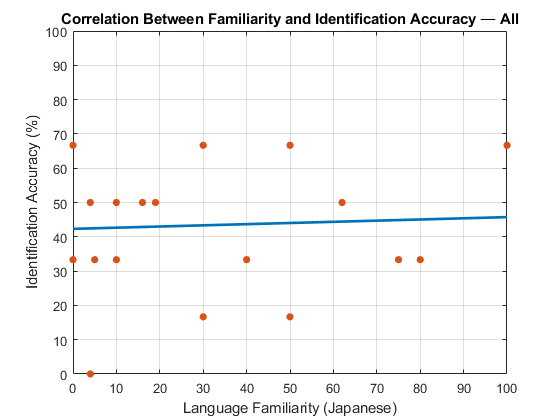 Correlation Between Familiarity and Identification Accuracy — All
100
90
80
70
60
50
40
30
20
10
0
Identification Accuracy (%)
0 10 20 30 40 50 60 70 80 90 100
Language Familiarity (Japanese)